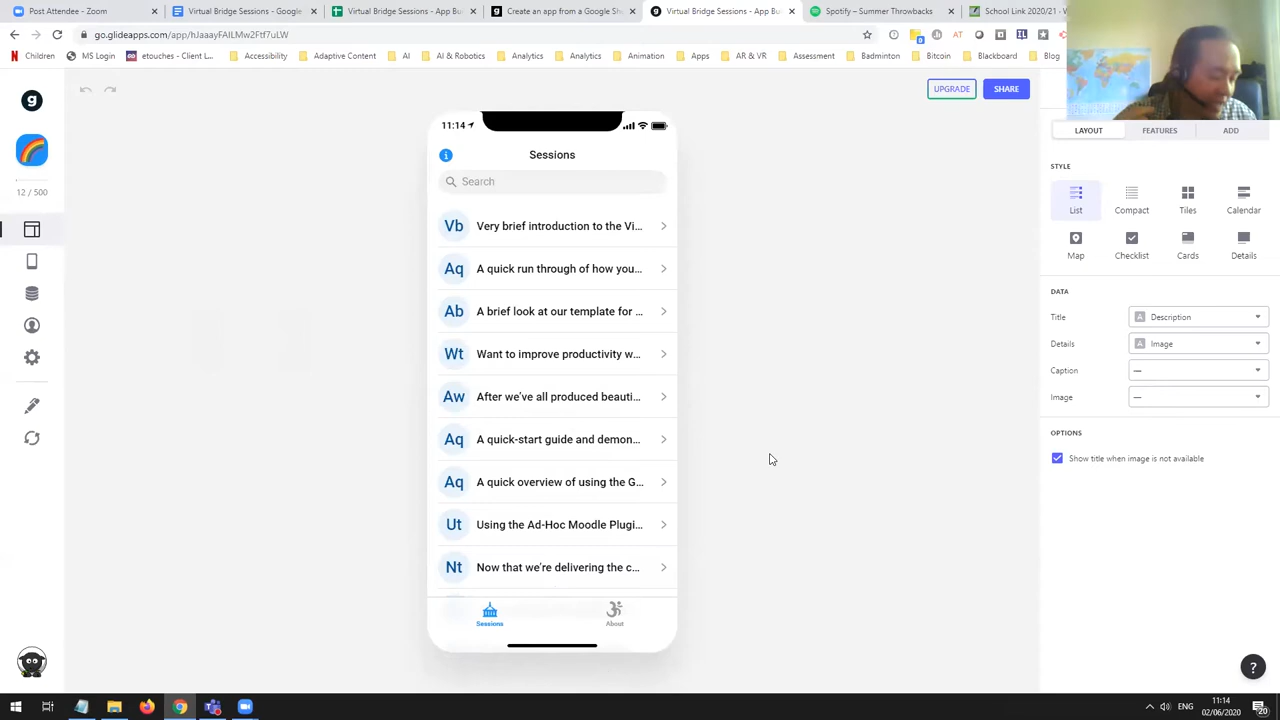 Post Attendee - Zoom
Virtual Bridge Sessions - Google
Virtual Bridge Sessions - App Bu
Create an app from a Google She
Virtual Bridge Sessions - App Bu
Spotify – Summer Throwbacks
School Link 2020/21 - W
go.glideapps.com/app/hJaaayFAILMw2Ftf7uLW
Children
MS Login
etouches - Client L...
Accessibility
Adaptive Content
AI
AI & Robotics
Analytics
Analytics
Animation
Apps
AR & VR
Assessment
Badminton
Bitcoin
Blackboard
Blog
UPGRADE
SHARE
12 / 500
11:14
Sessions
Search
Vb Very brief introduction to the Vi...
Aq A quick run through of how you...
Ab A brief look at our template for ...
Wt Want to improve productivity w...
Aw After we've all produced beauti...
Aq A quick-start guide and demon...
Aq A quick overview of using the G...
Ut Using the Ad-Hoc Moodle Plugi...
Nt Now that we're delivering the c...
Sessions
About
LAYOUT
FEATURES
ADD
STYLE
List
Compact
Tiles
Calendar
Map
Checklist
Cards
Details
DATA
Title
Description
Details
Image
Caption
—
Image
—
OPTIONS
Show title when image is not available
?
ENG
11:14
02/06/2020
20